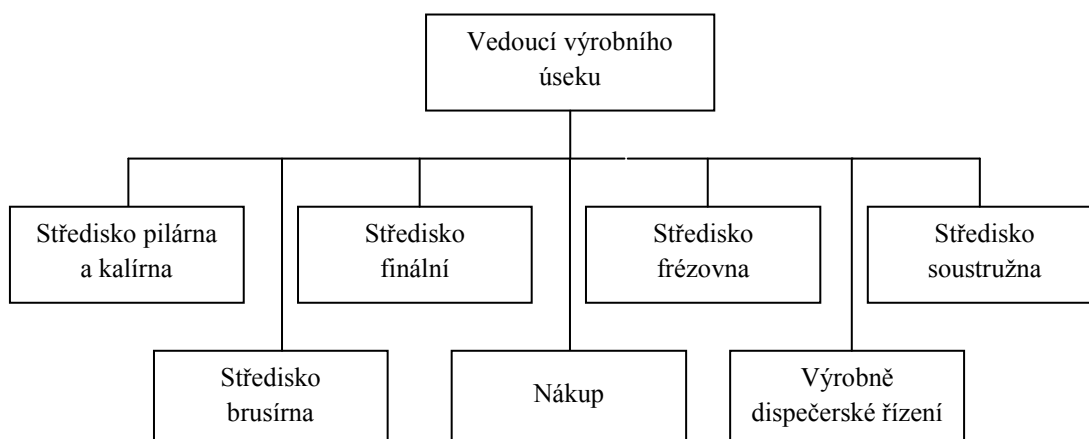 Vedoucí výrobního
úseku
Středisko pilárna
a kalírna
Středisko
finální
Středisko
frézovna
Středisko
soustružna
Středisko
brusírna
Nákup
Výrobně
dispečerské řízení